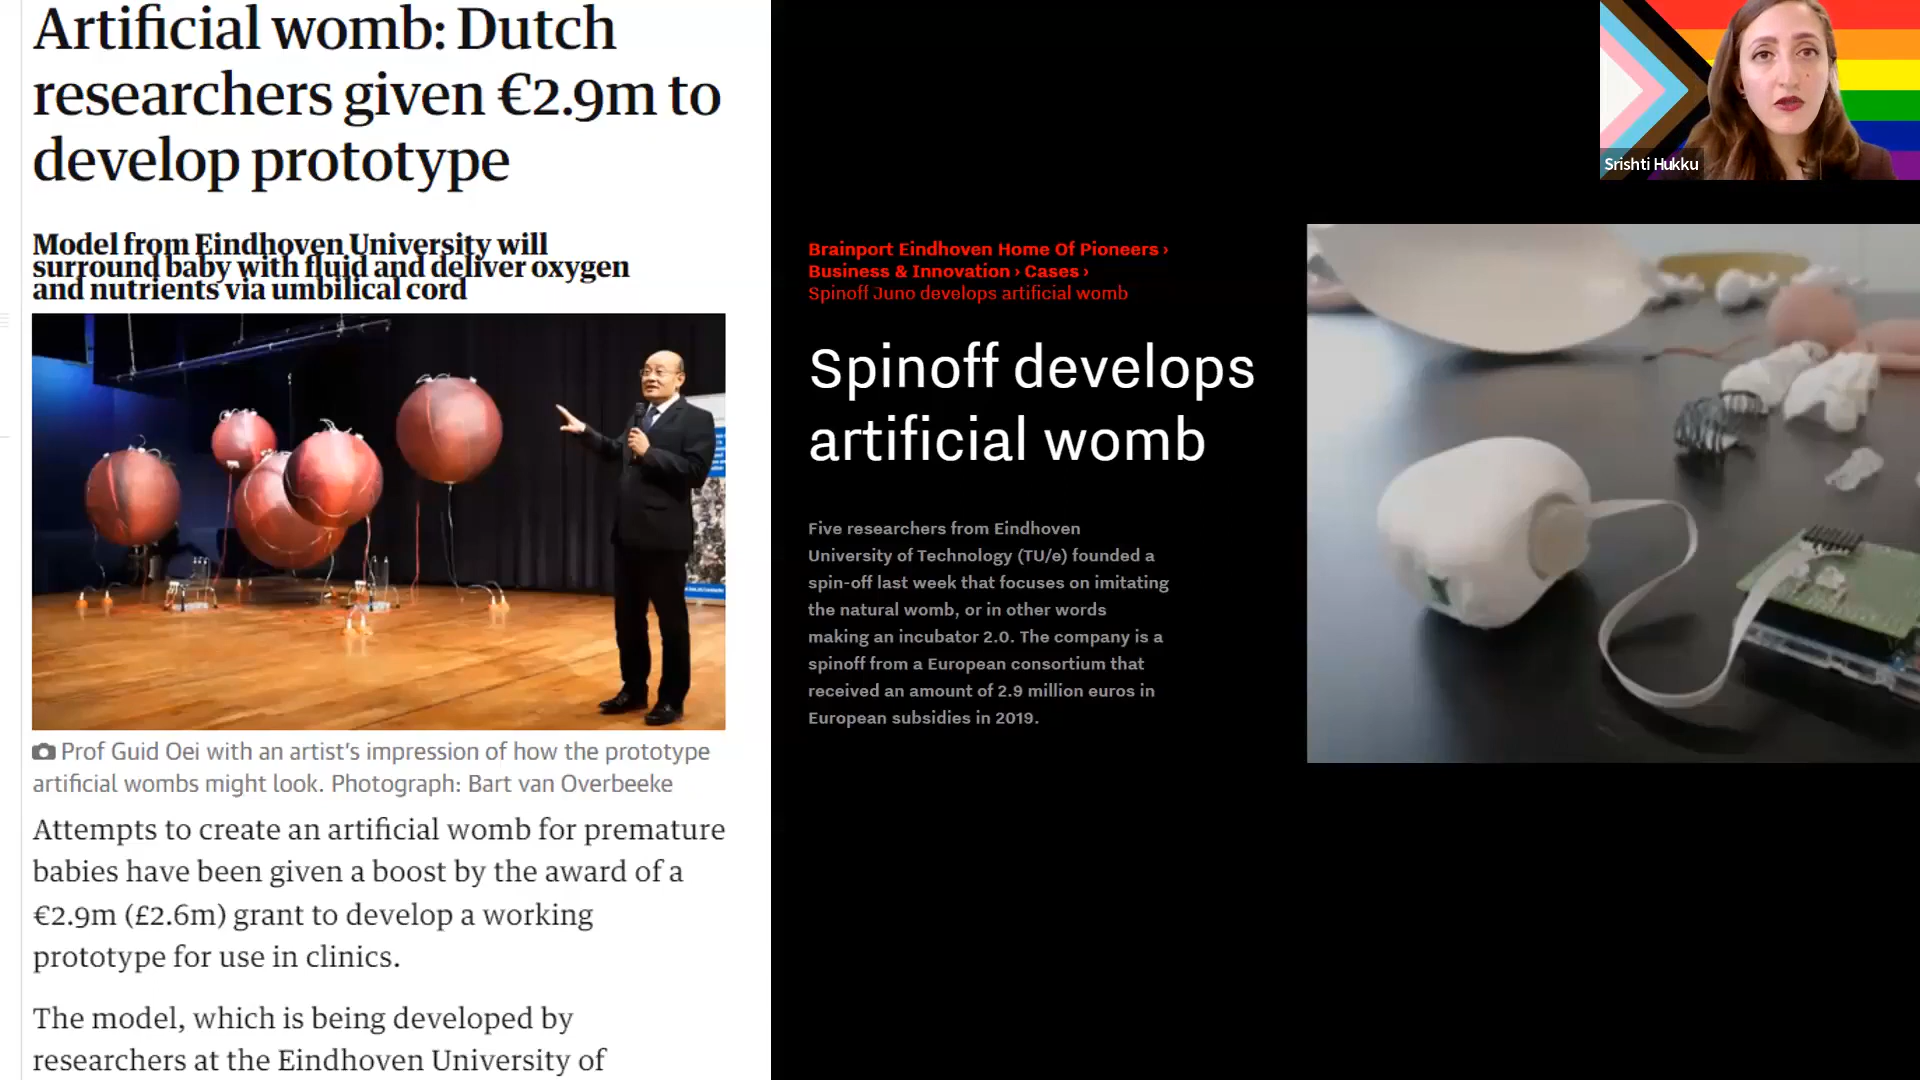 Artificial womb: Dutch
researchers given €2.9m to
develop prototype
Model from Eindhoven University will
surround baby with fluid and deliver oxygen
and nutrients via umbilical cord
Prof Guid Oei with an artist's impression of how the prototype
artificial wombs might look. Photograph: Bart van Overbeeke
Attempts to create an artificial womb for premature
babies have been given a boost by the award of a
€2.9m (£2.6m) grant to develop a working
prototype for use in clinics.
The model, which is being developed by
researchers at the Eindhoven University of
Brainport Eindhoven Home Of Pioneers ›
Business & Innovation › Cases ›
Spinoff Juno develops artificial womb
Spinoff develops
artificial womb
Five researchers from Eindhoven
University of Technology (TU/e) founded a
spin-off last week that focuses on imitating
the natural womb, or in other words
making an incubator 2.0. The company is a
spinoff from a European consortium that
received an amount of 2.9 million euros in
European subsidies in 2019.
Srishti Hukku